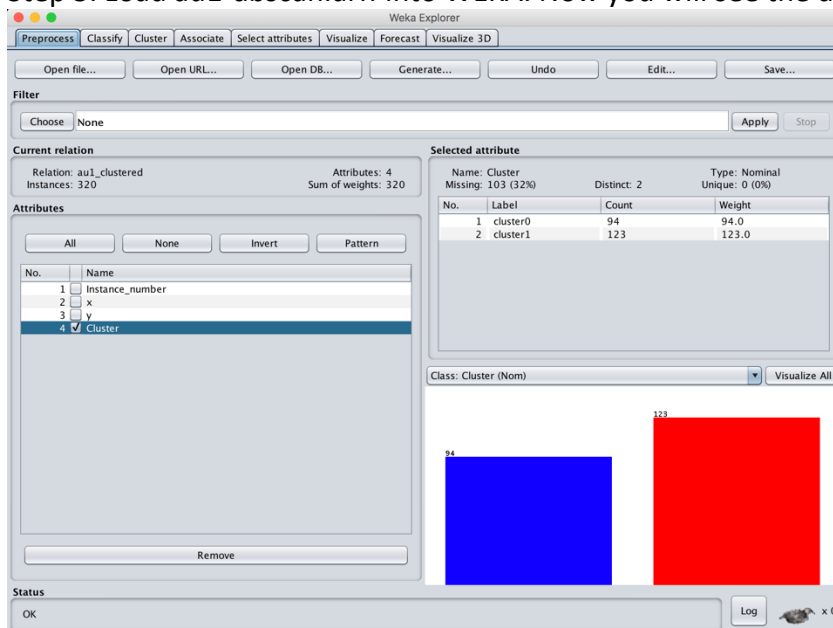 Weka Explorer
Preprocess Classify Cluster Associate Select attributes Visualize Forecast Visualize 3D
Open file... Open URL... Open DB... Generate... Undo Edit... Save...
Filter
Choose None Apply Stop
Current relation
Relation: au1_clustered Attributes: 4
Instances: 320 Sum of weights: 320
Selected attribute
Name: Cluster Type: Nominal
Missing: 103 (32%) Distinct: 2 Unique: 0 (0%)
No. Label Count Weight
1 cluster0 94 94.0
2 cluster1 123 123.0
Attributes
All None Invert Pattern
No. Name
1 Instance_number
2 x
3 y
4 Cluster
Remove
Class: Cluster (Nom) Visualize All
94
123
Status
OK
Log x 0